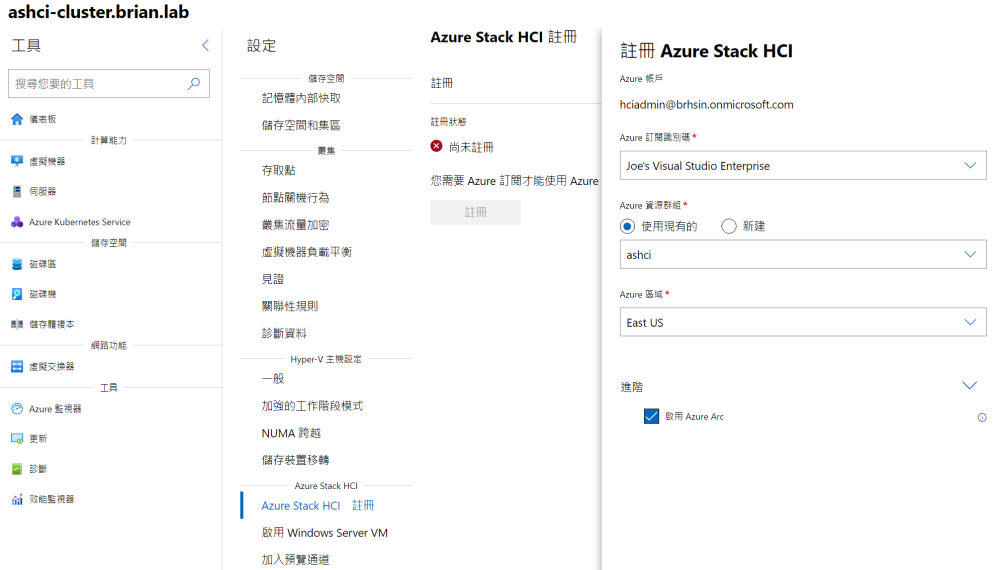 ashci-cluster.brian.lab
工具
搜尋您要的工具
儀表板
計算能力
虛擬機器
伺服器
Azure Kubernetes Service
儲存空間
磁碟區
磁碟機
儲存體複本
網路功能
虛擬交換器
工具
Azure 監視器
更新
診斷
效能監視器
設定
儲存空間
記憶體內部快取
儲存空間和集區
叢集
存取點
節點關機行為
叢集流量加密
虛擬機器負載平衡
見證
關聯性規則
診斷資料
Hyper-V 主機設定
一般
加強的工作階段模式
NUMA 跨越
儲存裝置移轉
Azure Stack HCI
Azure Stack HCI 註冊
啟用 Windows Server VM
加入預覽通道
Azure Stack HCI 註冊
註冊
註冊狀態
尚未註冊
您需要 Azure 訂閱才能使用 Azure
註冊
註冊 Azure Stack HCI
Azure 帳戶
hciadmin@brhsin.onmicrosoft.com
Azure 訂閱識別碼 *
Joe's Visual Studio Enterprise
Azure 資源群組 *
使用現有的 新建
ashci
Azure 區域 *
East US
進階
啟用 Azure Arc